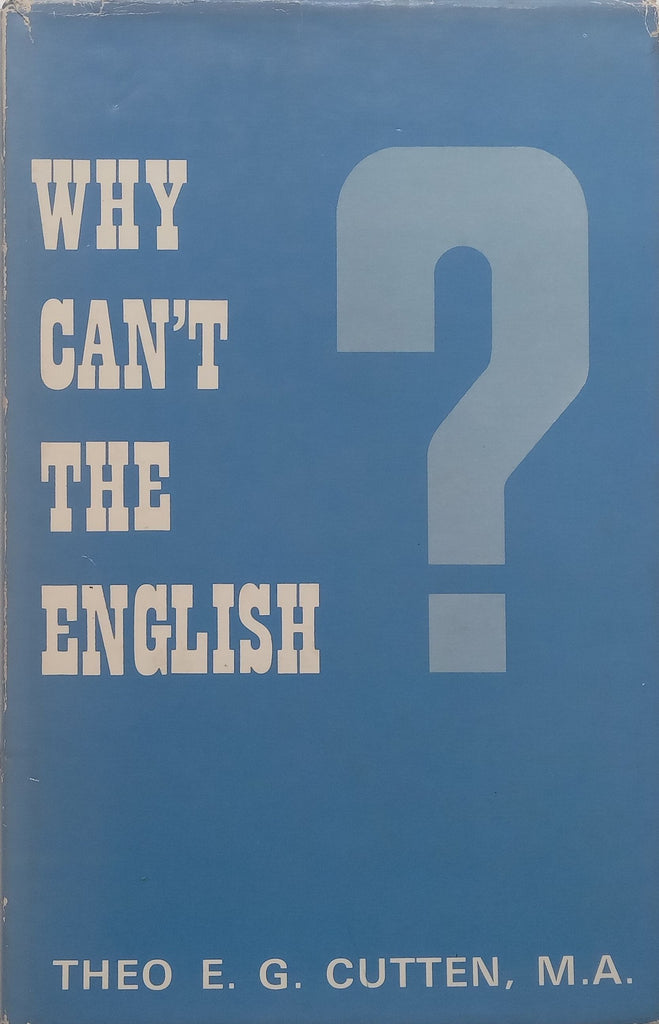 WHY
CAN'T
THE
ENGLISH
?
THEO E. G. CUTTEN, M.A.